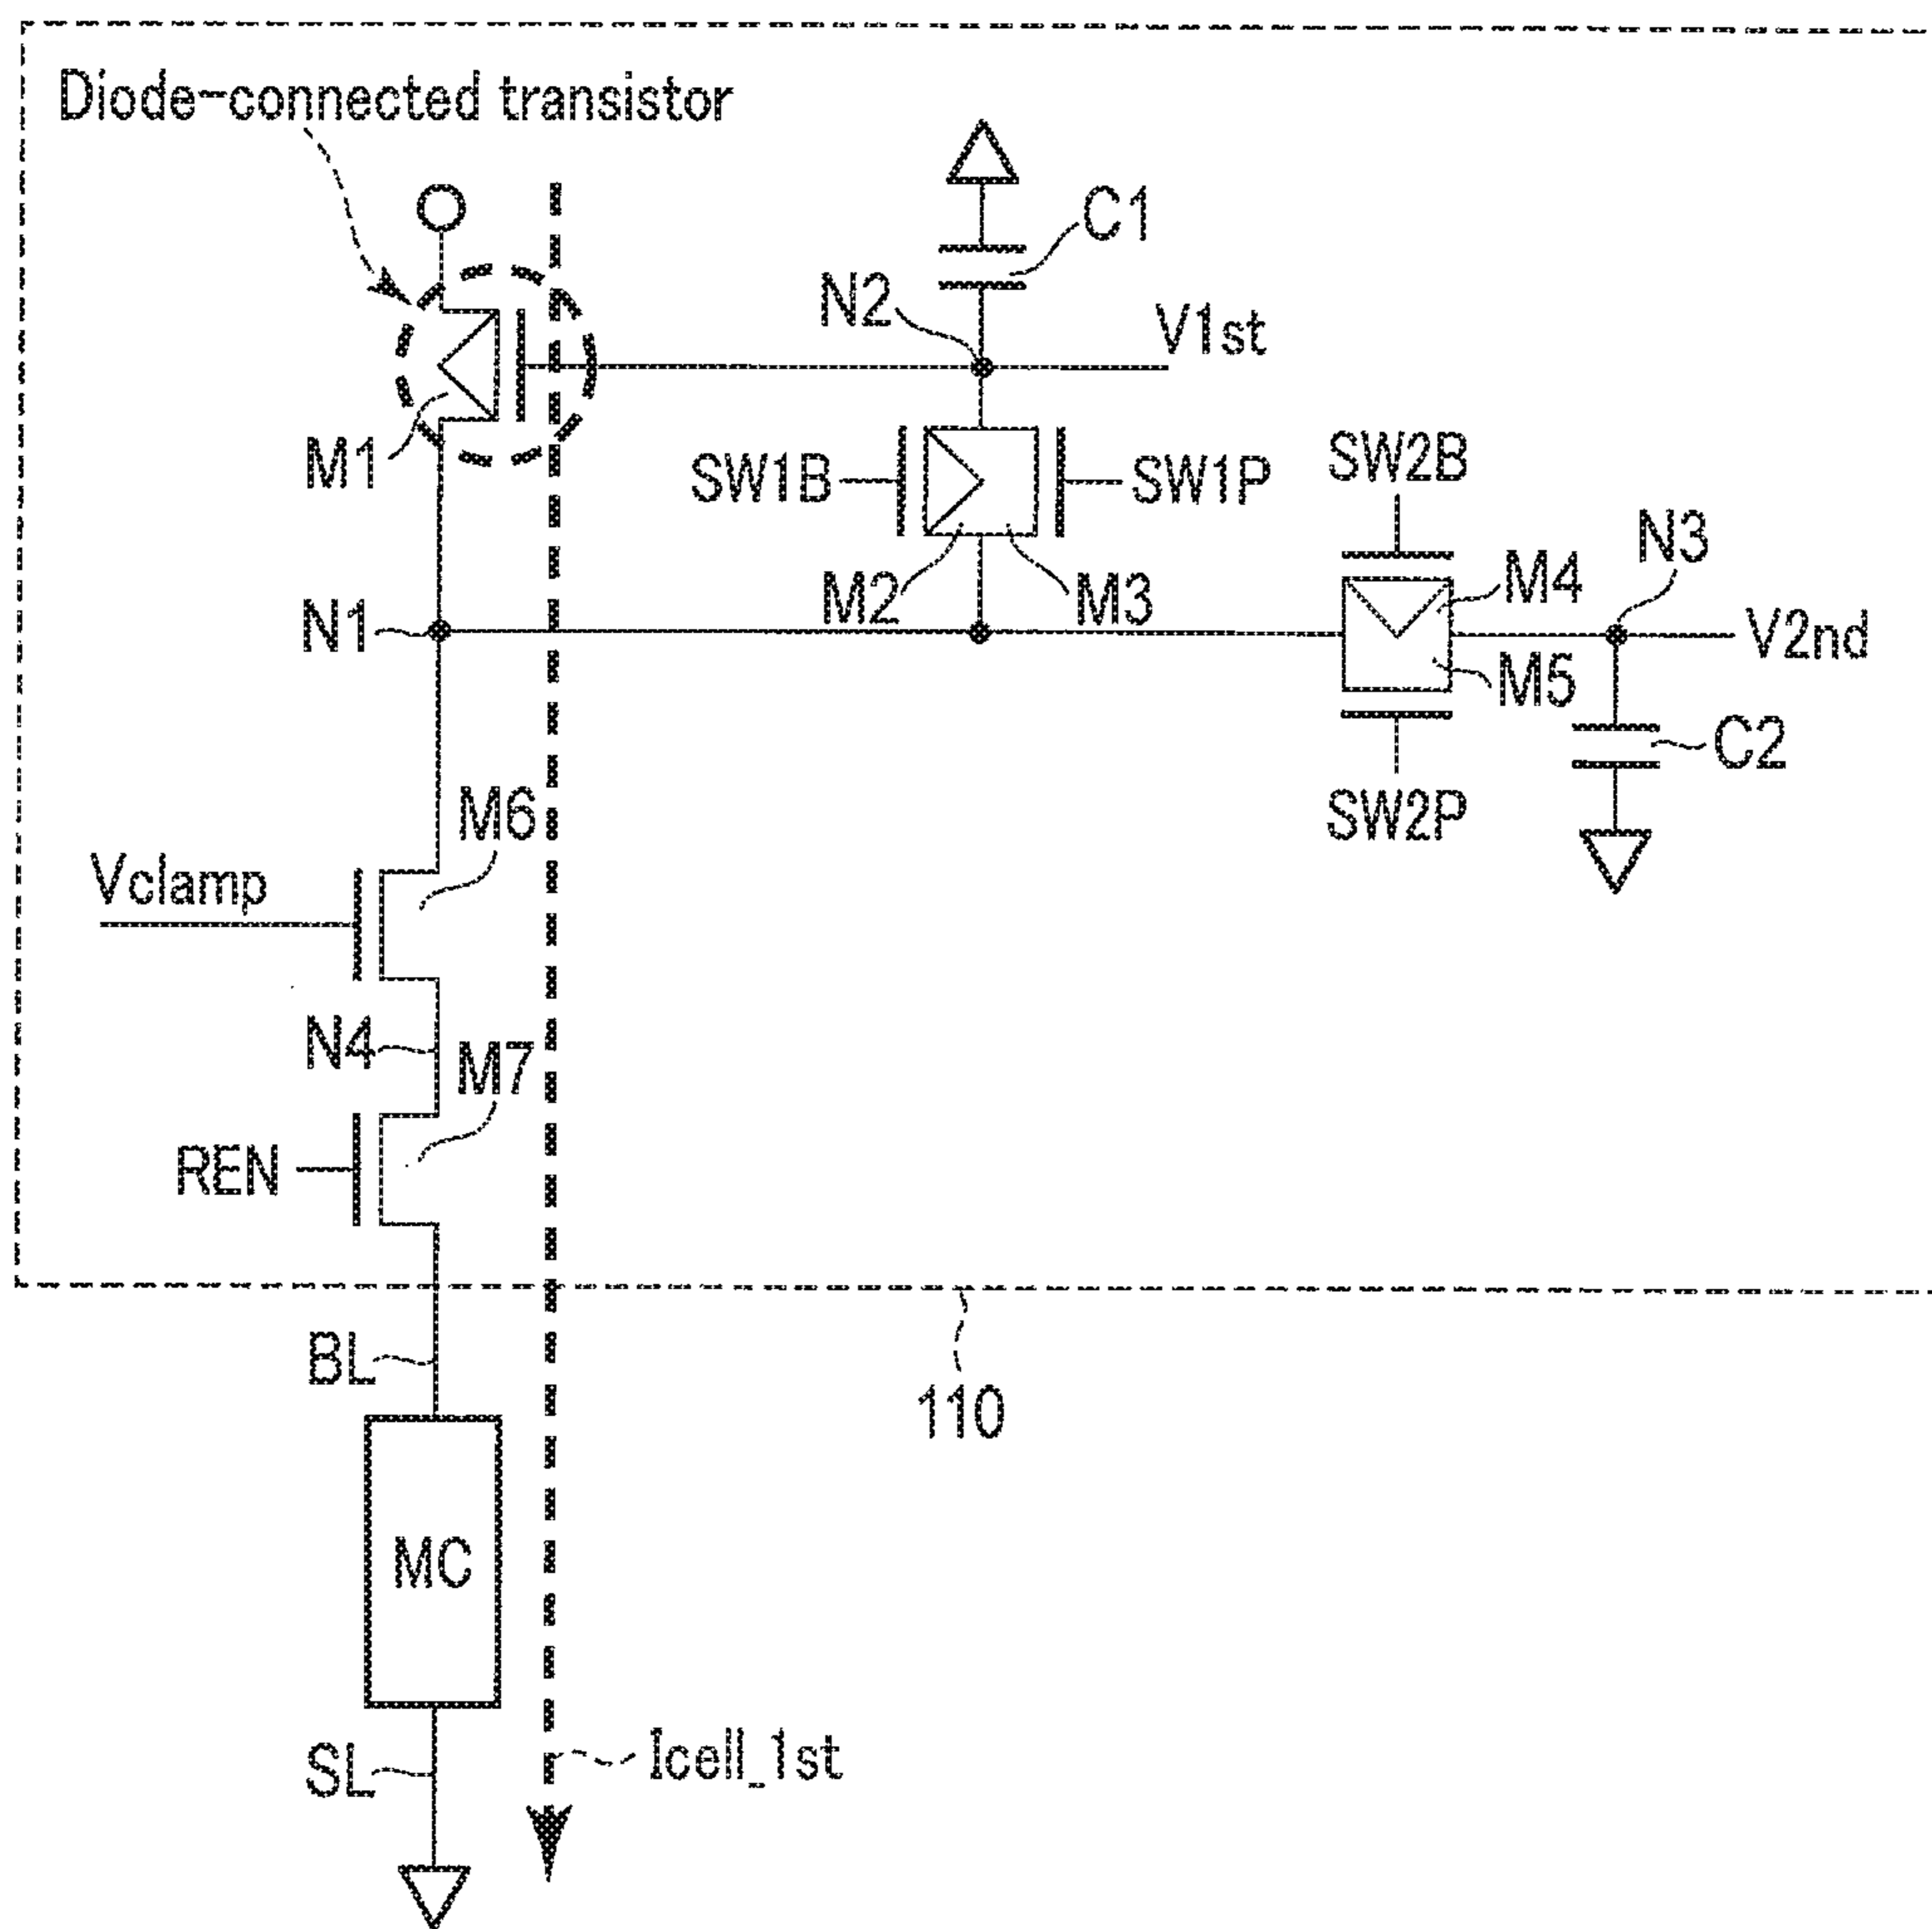 Diode-connected transistor
C1
N2
V1st
M1
SW1B
SW1P
SW2B
N3
M2
M3
M4
N1
V2nd
M5
C2
M6
SW2P
Vclamp
N4
M7
REN
BL
110
MC
SL
Icell_1st